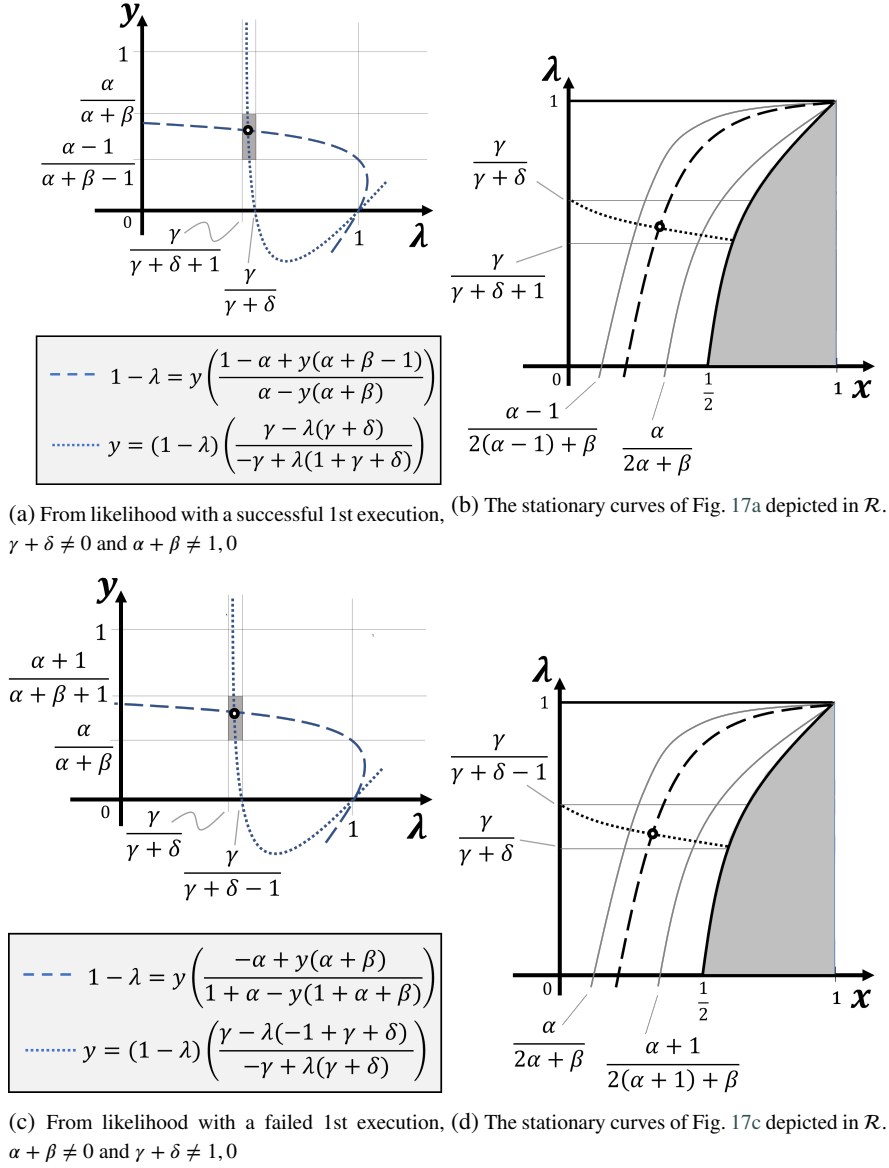 y
1
α/(α + β)
(α − 1)/(α + β − 1)
0
γ/(γ + δ + 1)
γ/(γ + δ)
1
λ
1 − λ = y((1 − α + y(α + β − 1))/(α − y(α + β)))
y = (1 − λ)((γ − λ(γ + δ))/(−γ + λ(1 + γ + δ)))
(a) From likelihood with a successful 1st execution,
γ + δ ≠ 0 and α + β ≠ 1, 0
λ
1
γ/(γ + δ)
γ/(γ + δ + 1)
0
(α − 1)/(2(α − 1) + β)
α/(2α + β)
1/2
1
x
(b) The stationary curves of Fig. 17a depicted in ℛ.
y
1
(α + 1)/(α + β + 1)
α/(α + β)
0
γ/(γ + δ)
γ/(γ + δ − 1)
1
λ
1 − λ = y((−α + y(α + β))/(1 + α − y(1 + α + β)))
y = (1 − λ)((γ − λ(−1 + γ + δ))/(−γ + λ(γ + δ)))
(c) From likelihood with a failed 1st execution,
α + β ≠ 0 and γ + δ ≠ 1, 0
λ
1
γ/(γ + δ − 1)
γ/(γ + δ)
0
α/(2α + β)
(α + 1)/(2(α + 1) + β)
1/2
1
x
(d) The stationary curves of Fig. 17c depicted in ℛ.